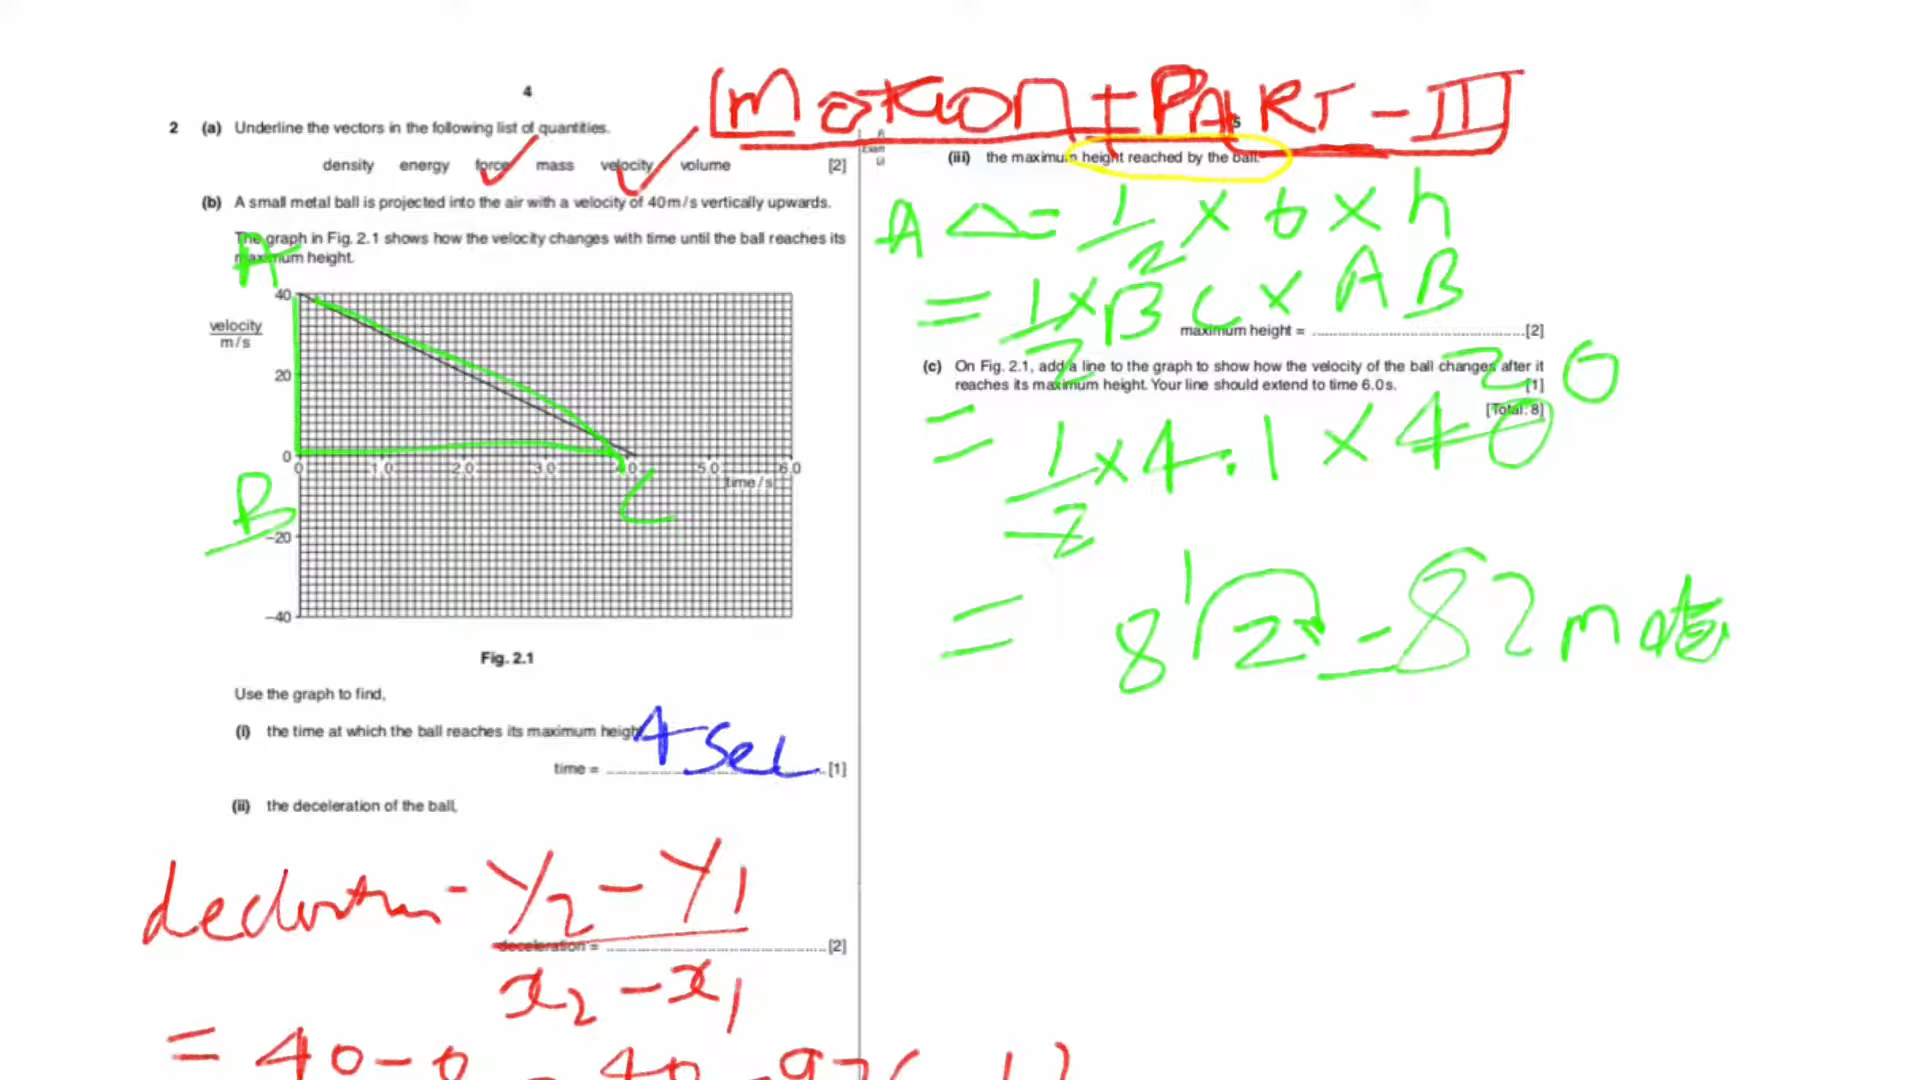 MOTION + PART - III
4
2 (a) Underline the vectors in the following list of quantities.
density energy force mass velocity volume [2]
(b) A small metal ball is projected into the air with a velocity of 40 m/s vertically upwards.
The graph in Fig. 2.1 shows how the velocity changes with time until the ball reaches its
maximum height.
A
40
velocity
m/s
20
0
0 1.0 2.0 3.0 4.0 5.0 6.0
time/s
B
C
–20
–40
Fig. 2.1
Use the graph to find,
(i) the time at which the ball reaches its maximum height
4 sec
time = [1]
(ii) the deceleration of the ball,
Y2 - Y1
deceleration = [2]
x2 - x1
= 40 - 0
5
(iii) the maximum height reached by the ball.
A △ = 1/2 × b × h
= 1/2 × BC × AB
maximum height = [2]
(c) On Fig. 2.1, add a line to the graph to show how the velocity of the ball changes after it
reaches its maximum height. Your line should extend to time 6.0 s. [1]
[Total: 8]
20
= 1/2 × 4.1 × 40
= 82 = 82